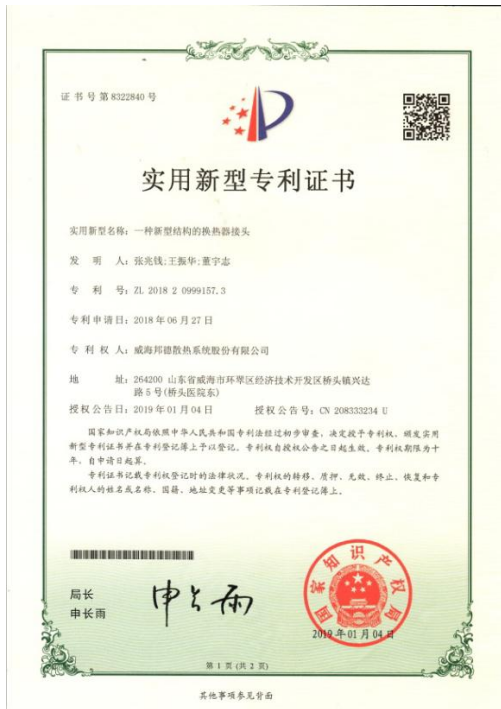 证书号第8322840号
实用新型专利证书
实用新型名称：一种新型结构的换热器接头
发明人：张兆钱;王振华;董宇志
专利号：ZL 2018 2 0999157.3
专利申请日：2018年06月27日
专利权人：威海邦德散热系统股份有限公司
地址：264200 山东省威海市环翠区经济技术开发区桥头镇兴达
路5号(桥头医院东)
授权公告日：2019年01月04日 授权公告号：CN 208333234 U
国家知识产权局依照中华人民共和国专利法经过初步审查，决定授予专利权，颁发实用
新型专利证书并在专利登记簿上予以登记。专利权自授权公告之日起生效。专利权期限为十
年，自申请日起算。
专利证书记载专利权登记时的法律状况。专利权的转移、质押、无效、终止、恢复和专
利权人的姓名或名称、国籍、地址变更等事项记载在专利登记簿上。
局长
申长雨
申长雨
国家知识产权局
2019年01月04日
第1页(共2页)
其他事项参见背面